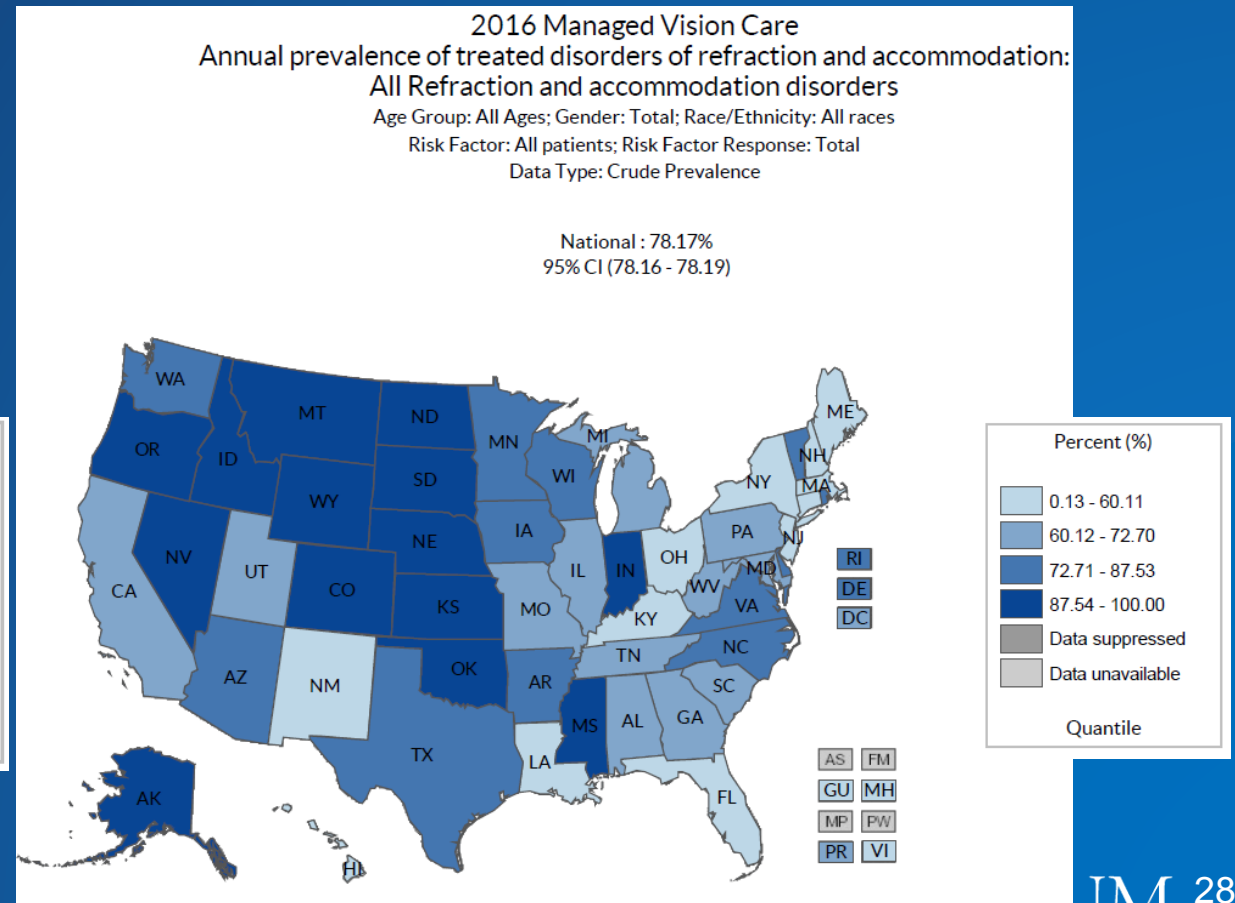 2016 Managed Vision Care
Annual prevalence of treated disorders of refraction and accommodation:
All Refraction and accommodation disorders
Age Group: All Ages; Gender: Total; Race/Ethnicity: All races
Risk Factor: All patients; Risk Factor Response: Total
Data Type: Crude Prevalence
National : 78.17%
95% CI (78.16 - 78.19)
WA
MT
ND
MN
MI
ME
OR
ID
WY
SD
WI
NY
NH
MA
NV
UT
CO
NE
IA
IL
IN
OH
PA
NJ
CA
KS
MO
KY
WV
MD
VA
AZ
NM
OK
AR
TN
NC
SC
TX
LA
MS
AL
GA
FL
AK
HI
RI
DE
DC
AS FM
GU MH
MP PW
PR VI
Percent (%)
0.13 - 60.11
60.12 - 72.70
72.71 - 87.53
87.54 - 100.00
Data suppressed
Data unavailable
Quantile
28